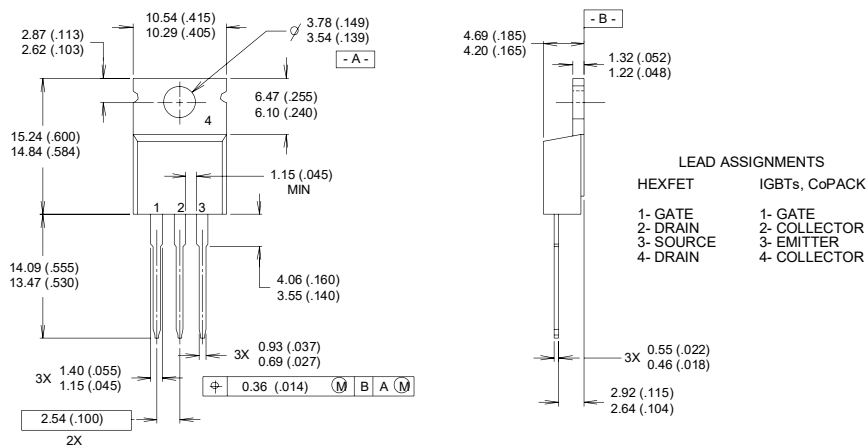 10.54 (.415)
10.29 (.405)
3.78 (.149)
3.54 (.139)
- A -
2.87 (.113)
2.62 (.103)
6.47 (.255)
6.10 (.240)
4
15.24 (.600)
14.84 (.584)
1.15 (.045)
MIN
1 2 3
14.09 (.555)
13.47 (.530)
4.06 (.160)
3.55 (.140)
3X 0.93 (.037)
0.69 (.027)
3X 1.40 (.055)
1.15 (.045)
0.36 (.014) M B A M
2.54 (.100)
2X
- B -
4.69 (.185)
4.20 (.165)
1.32 (.052)
1.22 (.048)
3X 0.55 (.022)
0.46 (.018)
2.92 (.115)
2.64 (.104)
LEAD ASSIGNMENTS
HEXFET
1- GATE
2- DRAIN
3- SOURCE
4- DRAIN
IGBTs, CoPACK
1- GATE
2- COLLECTOR
3- EMITTER
4- COLLECTOR